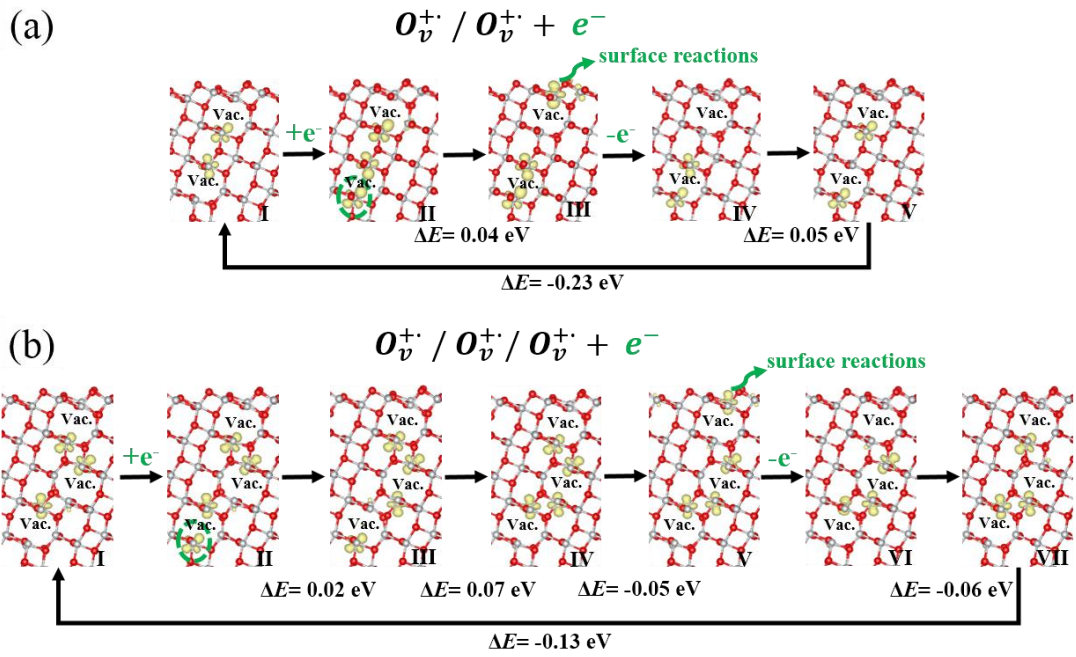 (a)
O_v^{+·} / O_v^{+·} + e⁻
surface reactions
Vac. Vac. Vac. Vac. Vac.
+e⁻ -e⁻
Vac. Vac. Vac. Vac. Vac.
I II III IV V
ΔE= 0.04 eV ΔE= 0.05 eV
ΔE= -0.23 eV
(b)
O_v^{+·} / O_v^{+·} / O_v^{+·} + e⁻
surface reactions
Vac. Vac. Vac. Vac. Vac. Vac. Vac.
+e⁻ -e⁻
Vac. Vac. Vac. Vac. Vac. Vac. Vac.
Vac. Vac. Vac. Vac. Vac. Vac. Vac.
I II III IV V VI VII
ΔE= 0.02 eV ΔE= 0.07 eV ΔE= -0.05 eV ΔE= -0.06 eV
ΔE= -0.13 eV